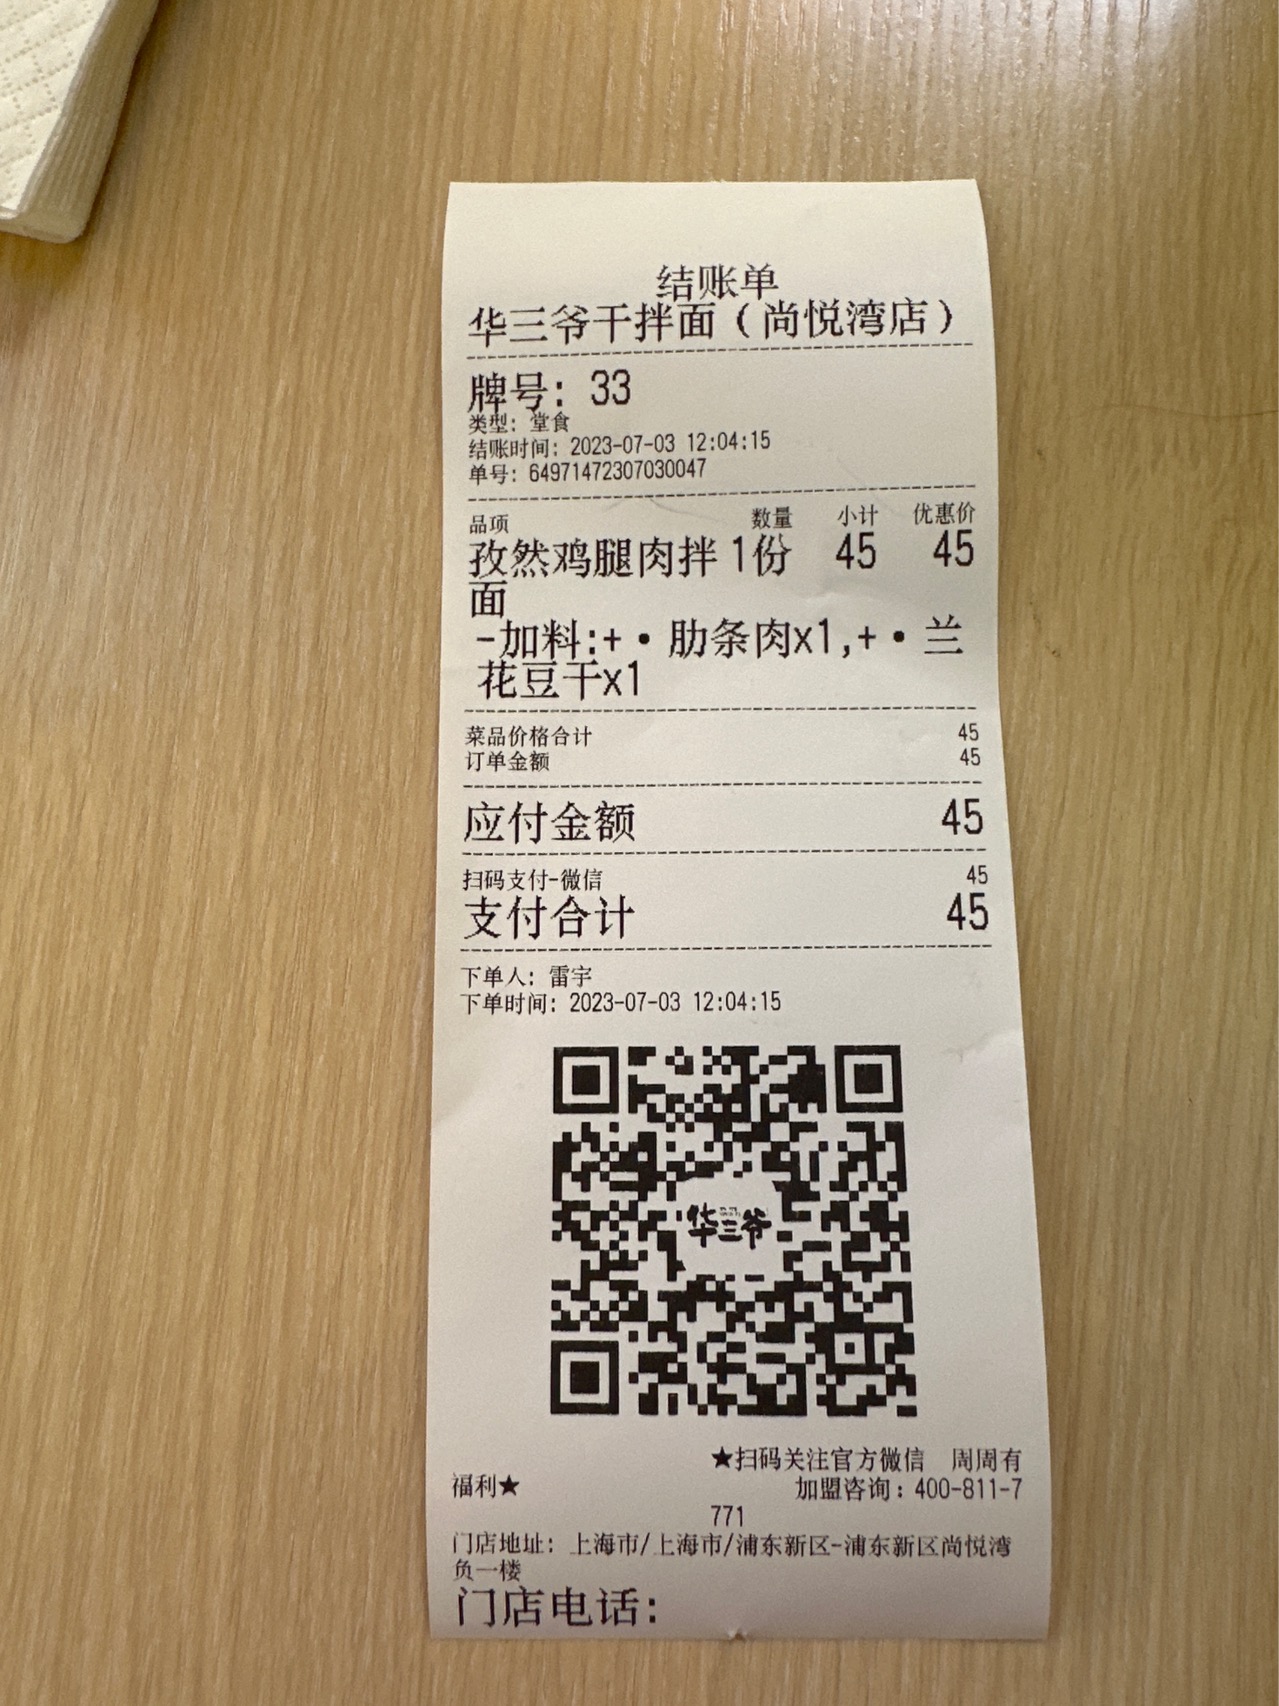 结账单
华三爷干拌面（尚悦湾店）
牌号: 33
类型: 堂食
结账时间: 2023-07-03 12:04:15
单号: 64971472307030047
品项 数量 小计 优惠价
孜然鸡腿肉拌 1份 45 45
面
-加料:+·肋条肉x1,+·兰
花豆干x1
菜品价格合计 45
订单金额 45
应付金额 45
扫码支付-微信 45
支付合计 45
下单人: 雷宇
下单时间: 2023-07-03 12:04:15
华三爷
★扫码关注官方微信 周周有
福利★ 加盟咨询：400-811-7
771
门店地址: 上海市/上海市/浦东新区-浦东新区尚悦湾
负一楼
门店电话: